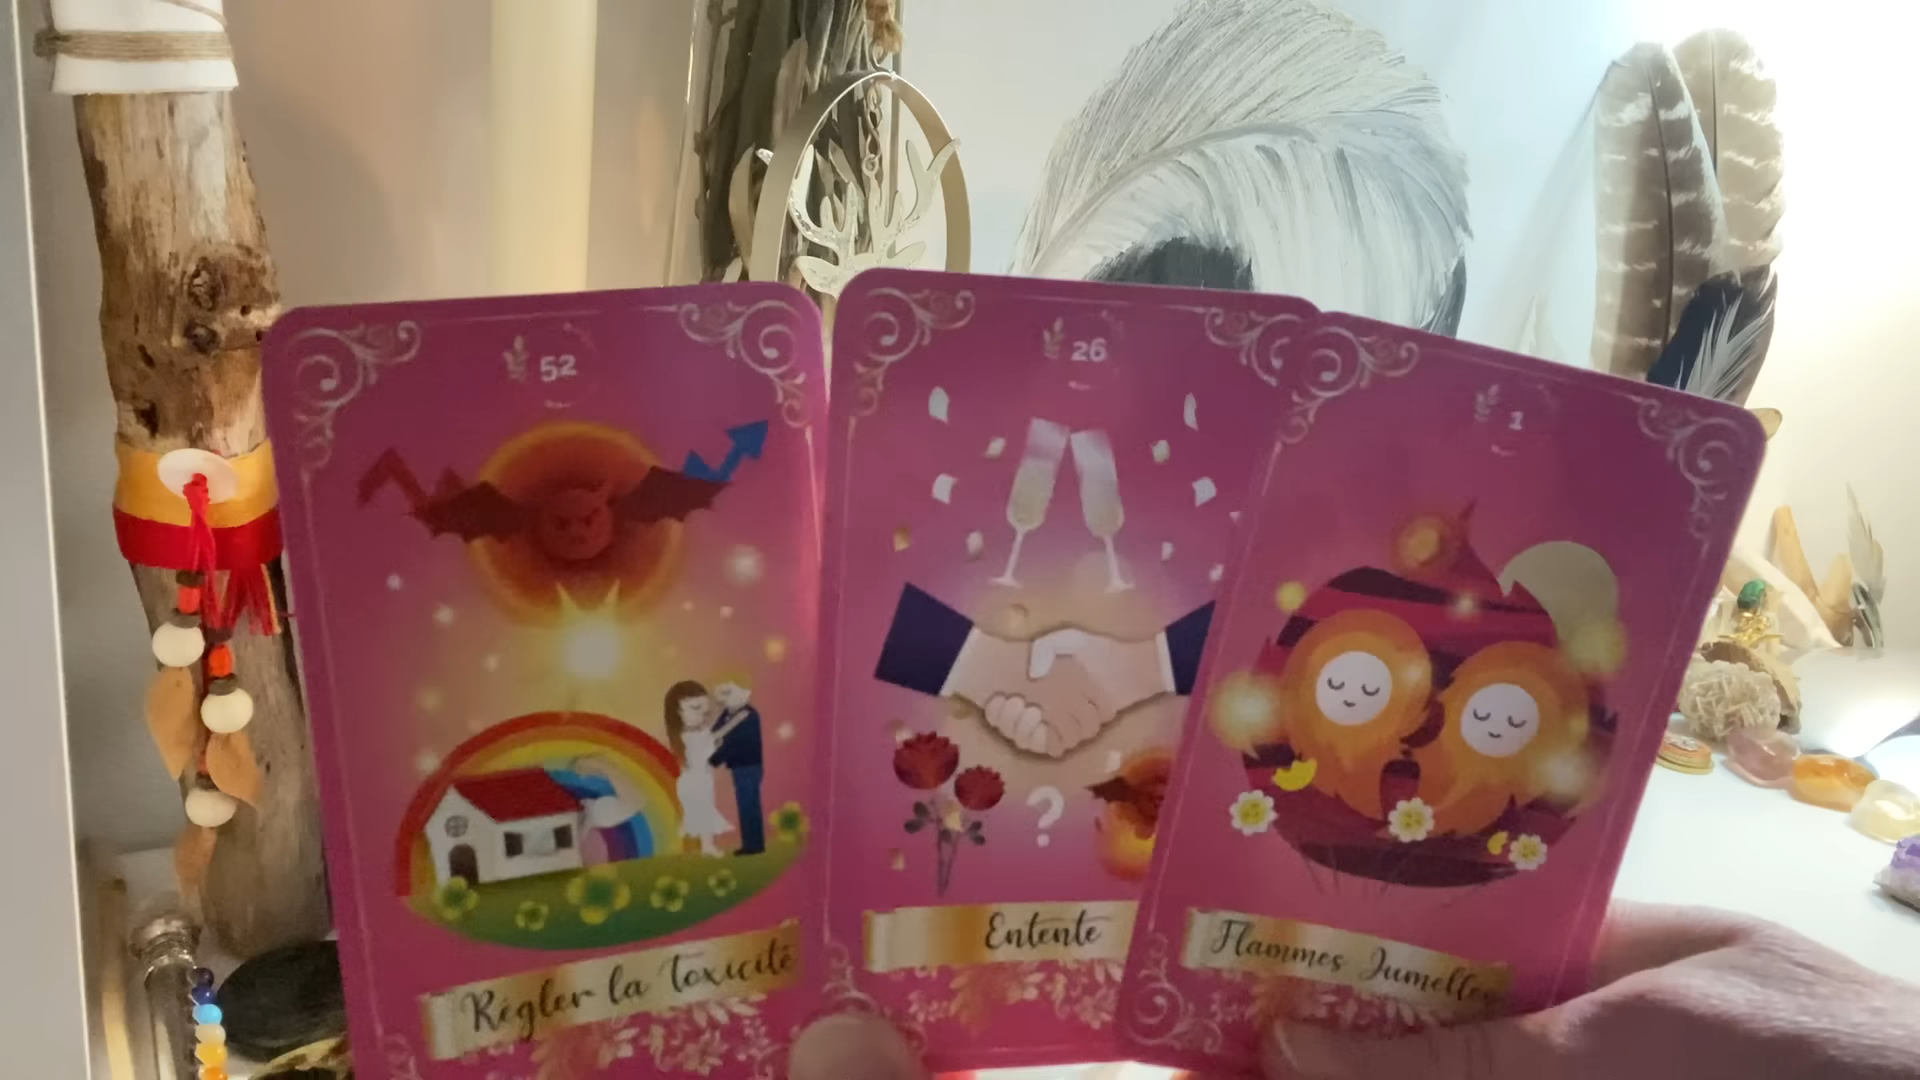 52
Régler la toxicité
26
?
Entente
1
Flammes Jumelles